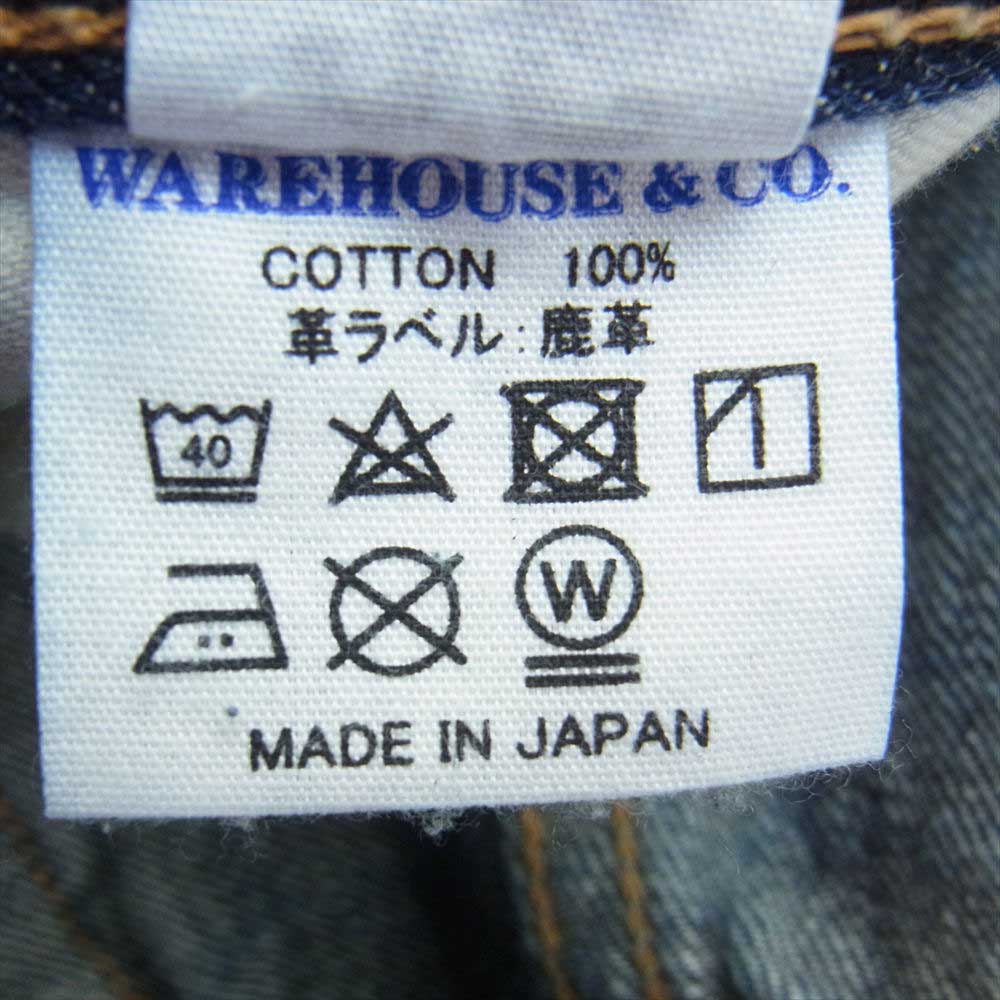 WAREHOUSE & CO.
COTTON 100%
革ラベル:鹿革
40
W
MADE IN JAPAN